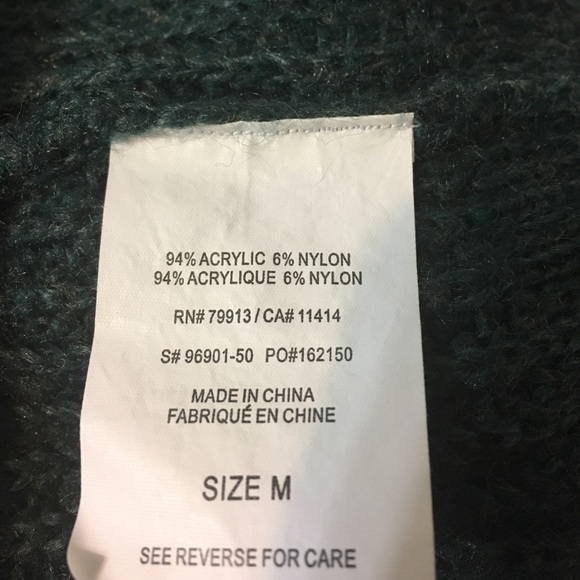 94% ACRYLIC 6% NYLON
94% ACRYLIQUE 6% NYLON
RN# 79913 / CA# 11414
S# 96901-50 PO#162150
MADE IN CHINA
FABRIQUÉ EN CHINE
SIZE M
SEE REVERSE FOR CARE